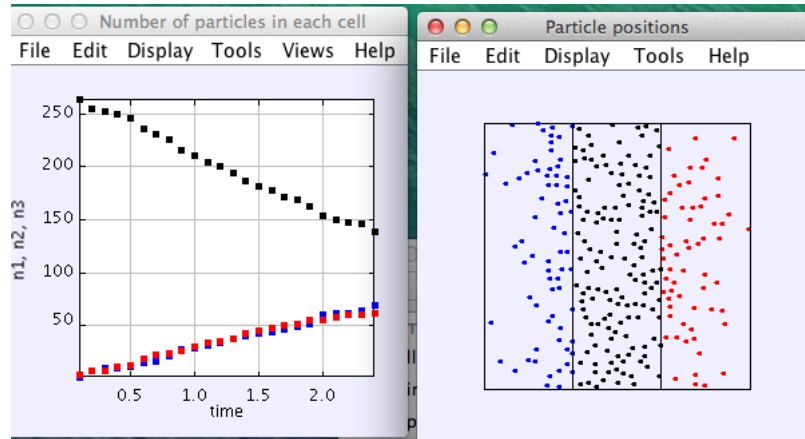 Number of particles in each cell
File Edit Display Tools Views Help
250
200
150
100
50
n1, n2, n3
0.5 1.0 1.5 2.0
time
Particle positions
File Edit Display Tools Help